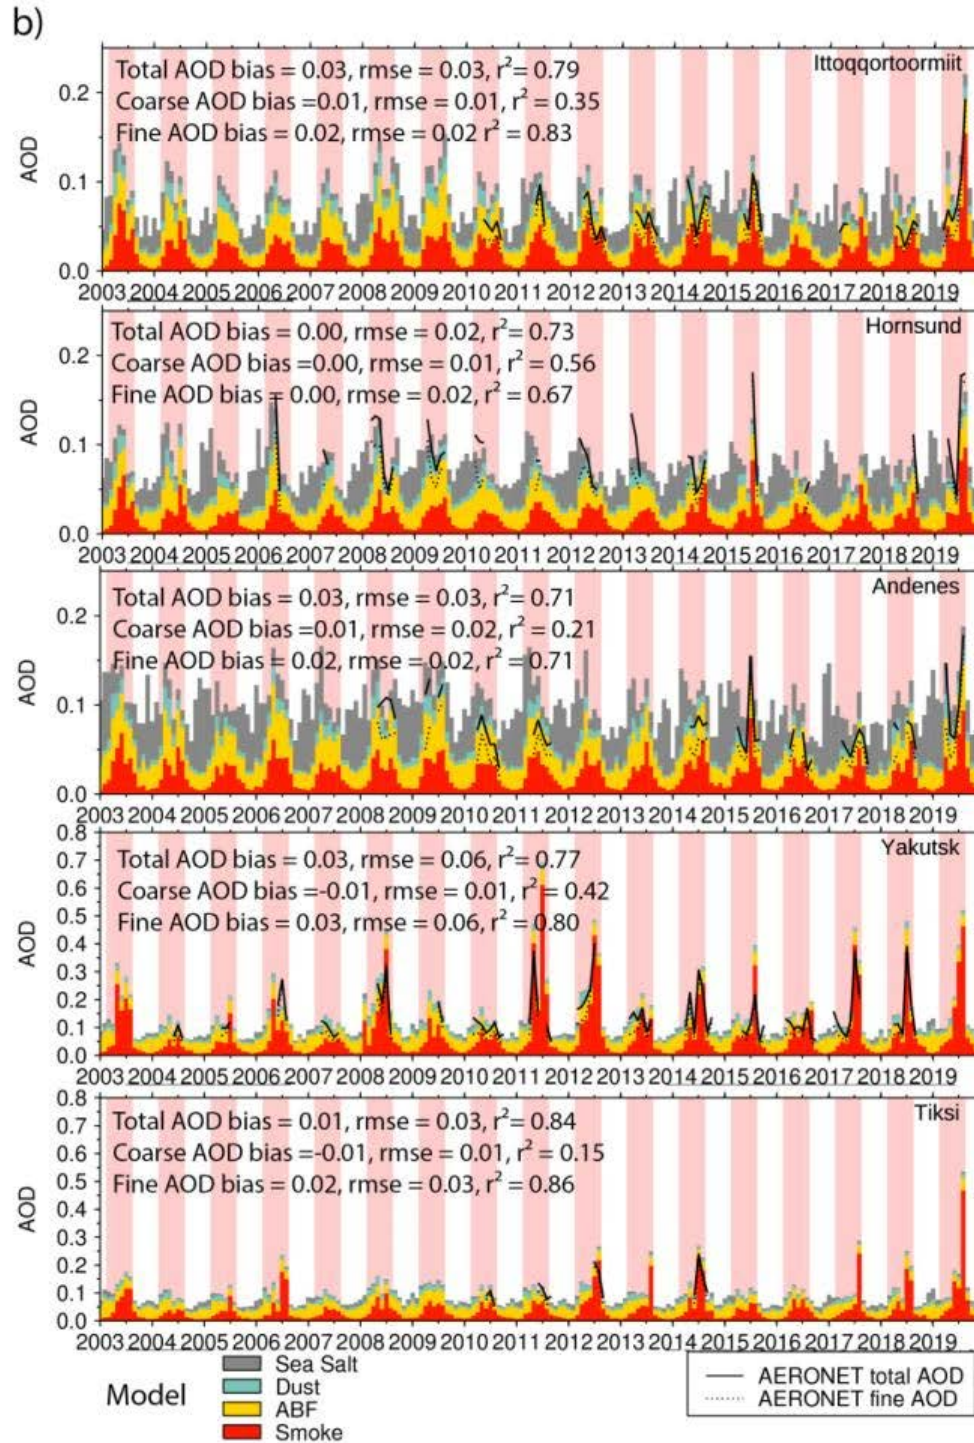 b)
Total AOD bias = 0.03, rmse = 0.03, r²= 0.79
Ittoqqortoormiit
Coarse AOD bias =0.01, rmse = 0.01, r² = 0.35
Fine AOD bias = 0.02, rmse = 0.02 r² = 0.83
AOD
0.2
0.1
0.0
2003 2004 2005 2006 2007 2008 2009 2010 2011 2012 2013 2014 2015 2016 2017 2018 2019
Total AOD bias = 0.00, rmse = 0.02, r²= 0.73
Hornsund
Coarse AOD bias =0.00, rmse = 0.01, r² = 0.56
Fine AOD bias = 0.00, rmse = 0.02, r² = 0.67
AOD
0.2
0.1
0.0
2003 2004 2005 2006 2007 2008 2009 2010 2011 2012 2013 2014 2015 2016 2017 2018 2019
Total AOD bias = 0.03, rmse = 0.03, r²= 0.71
Andenes
Coarse AOD bias =0.01, rmse = 0.02, r² = 0.21
Fine AOD bias = 0.02, rmse = 0.02, r² = 0.71
AOD
0.2
0.1
0.0
2003 2004 2005 2006 2007 2008 2009 2010 2011 2012 2013 2014 2015 2016 2017 2018 2019
Total AOD bias = 0.03, rmse = 0.06, r²= 0.77
Yakutsk
Coarse AOD bias =-0.01, rmse = 0.01, r² = 0.42
Fine AOD bias = 0.03, rmse = 0.06, r² = 0.80
AOD
0.8
0.7
0.6
0.5
0.4
0.3
0.2
0.1
0.0
2003 2004 2005 2006 2007 2008 2009 2010 2011 2012 2013 2014 2015 2016 2017 2018 2019
Total AOD bias = 0.01, rmse = 0.03, r²= 0.84
Tiksi
Coarse AOD bias =-0.01, rmse = 0.01, r² = 0.15
Fine AOD bias = 0.02, rmse = 0.03, r² = 0.86
AOD
0.8
0.7
0.6
0.5
0.4
0.3
0.2
0.1
0.0
2003 2004 2005 2006 2007 2008 2009 2010 2011 2012 2013 2014 2015 2016 2017 2018 2019
Model
Sea Salt
Dust
ABF
Smoke
AERONET total AOD
AERONET fine AOD